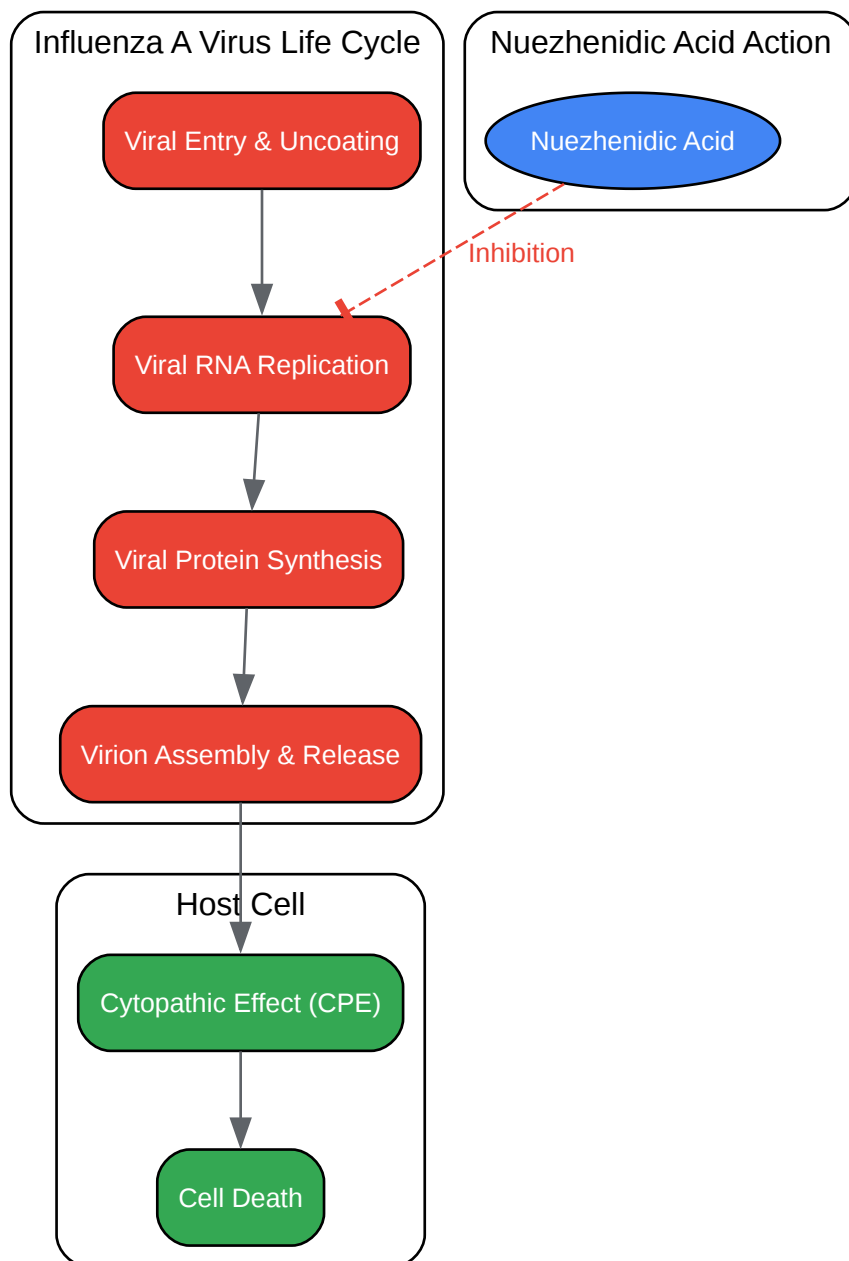 Influenza A Virus Life Cycle
Nuezhenidic Acid Action
Viral Entry & Uncoating
Nuezhenidic Acid
Inhibition
Viral RNA Replication
Viral Protein Synthesis
Virion Assembly & Release
Host Cell
Cytopathic Effect (CPE)
Cell Death